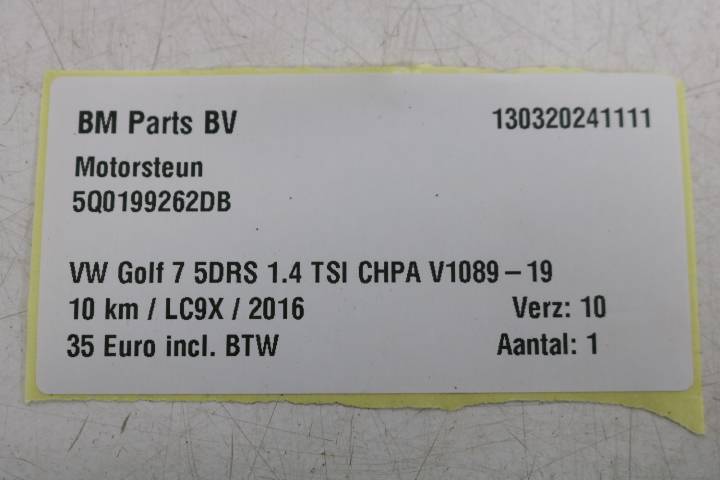 BM Parts BV 130320241111
Motorsteun
5Q0199262DB
VW Golf 7 5DRS 1.4 TSI CHPA V1089 – 19
10 km / LC9X / 2016 Verz: 10
35 Euro incl. BTW Aantal: 1